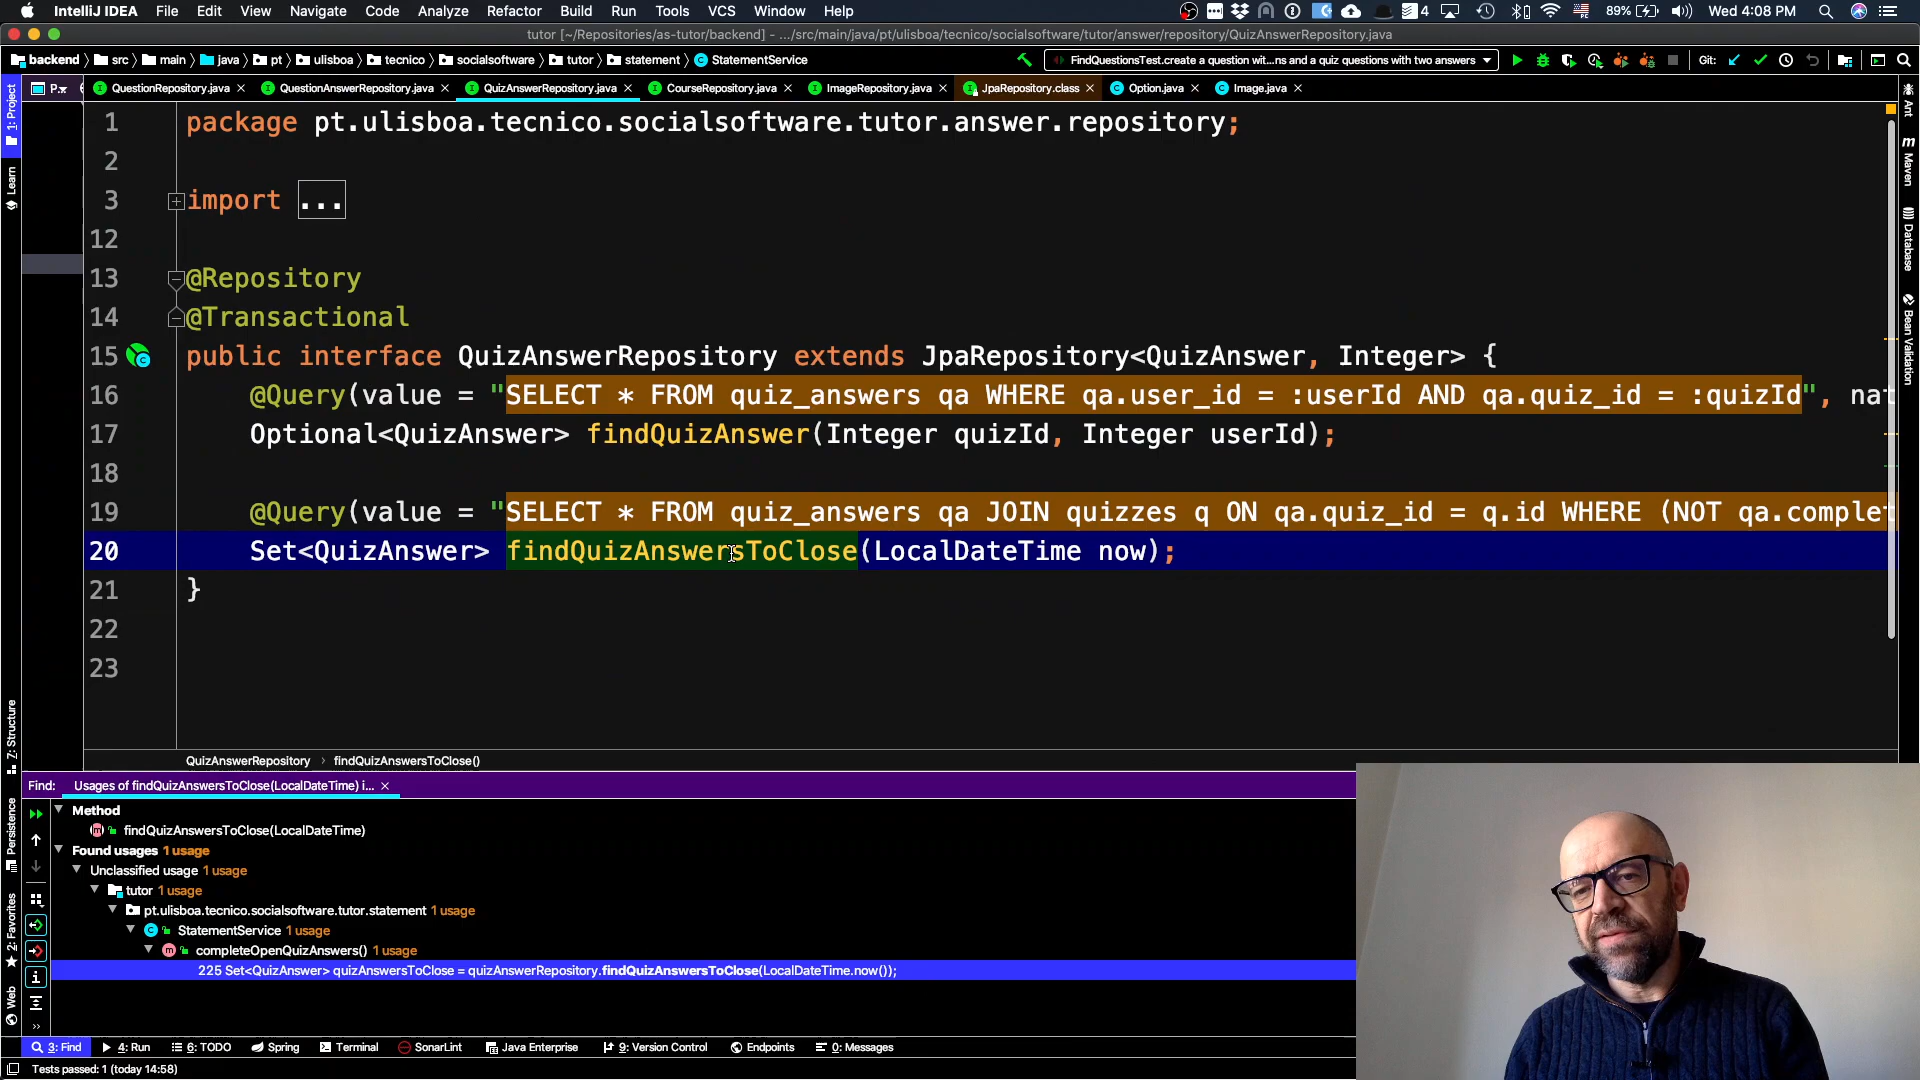 IntelliJ IDEA File Edit View Navigate Code Analyze Refactor Build Run Tools VCS Window Help 4 89% Wed 4:08 PM
tutor [~/Repositories/as-tutor/backend] - .../src/main/java/pt/ulisboa/tecnico/socialsoftware/tutor/answer/repository/QuizAnswerRepository.java
backend src main java pt ulisboa tecnico socialsoftware tutor statement StatementService FindQuestionsTest.create a question wit...ns and a quiz questions with two answers Git:
P... QuestionRepository.java QuestionAnswerRepository.java QuizAnswerRepository.java CourseRepository.java ImageRepository.java JpaRepository.class Option.java Image.java
1 package pt.ulisboa.tecnico.socialsoftware.tutor.answer.repository;
2
3 import ...
12
13 @Repository
14 @Transactional
15 public interface QuizAnswerRepository extends JpaRepository<QuizAnswer, Integer> {
16 @Query(value = "SELECT * FROM quiz_answers qa WHERE qa.user_id = :userId AND qa.quiz_id = :quizId", nat
17 Optional<QuizAnswer> findQuizAnswer(Integer quizId, Integer userId);
18
19 @Query(value = "SELECT * FROM quiz_answers qa JOIN quizzes q ON qa.quiz_id = q.id WHERE (NOT qa.complet
20 Set<QuizAnswer> findQuizAnswersToClose(LocalDateTime now);
21 }
22
23
QuizAnswerRepository › findQuizAnswersToClose()
1: Project
Learn
Z: Structure
Persistence
2: Favorites
Web
Ant
m Maven
Database
Bean Validation
Find: Usages of findQuizAnswersToClose(LocalDateTime) i...
Method
findQuizAnswersToClose(LocalDateTime)
Found usages 1 usage
Unclassified usage 1 usage
tutor 1 usage
pt.ulisboa.tecnico.socialsoftware.tutor.statement 1 usage
StatementService 1 usage
completeOpenQuizAnswers() 1 usage
225 Set<QuizAnswer> quizAnswersToClose = quizAnswerRepository.findQuizAnswersToClose(LocalDateTime.now());
3: Find 4: Run 6: TODO Spring Terminal SonarLint Java Enterprise 9: Version Control Endpoints 0: Messages
Tests passed: 1 (today 14:58)